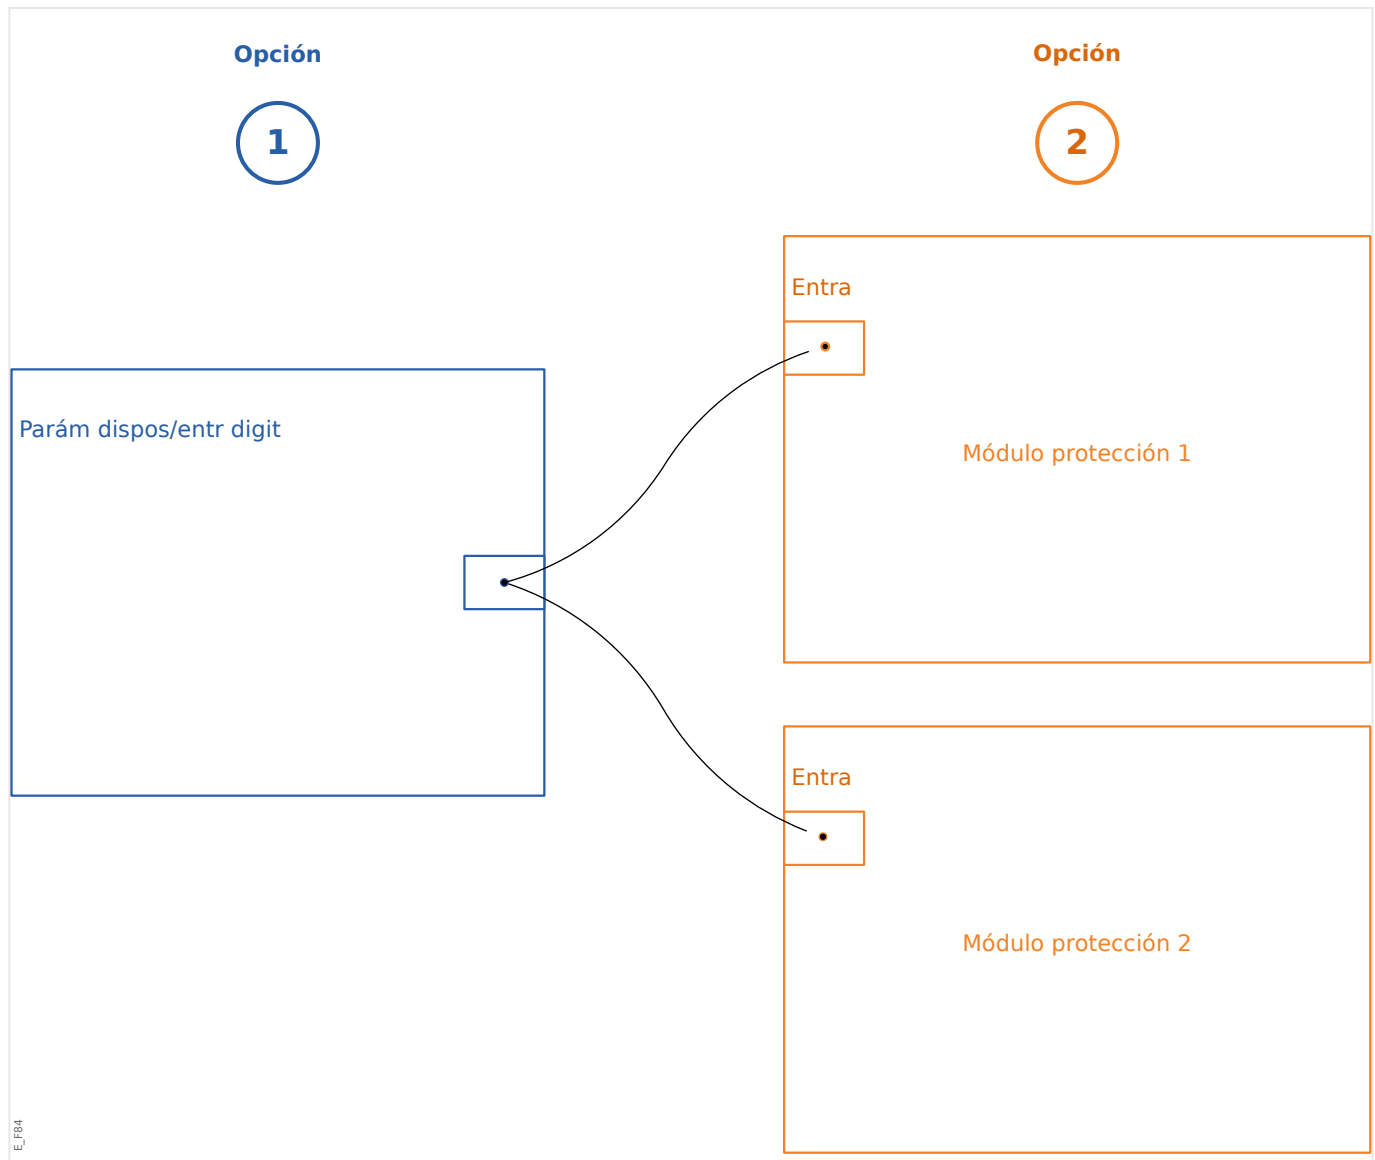 Opción
1
Opción
2
Parám dispos/entr digit
Entra
Módulo protección 1
Entra
Módulo protección 2
E_F84